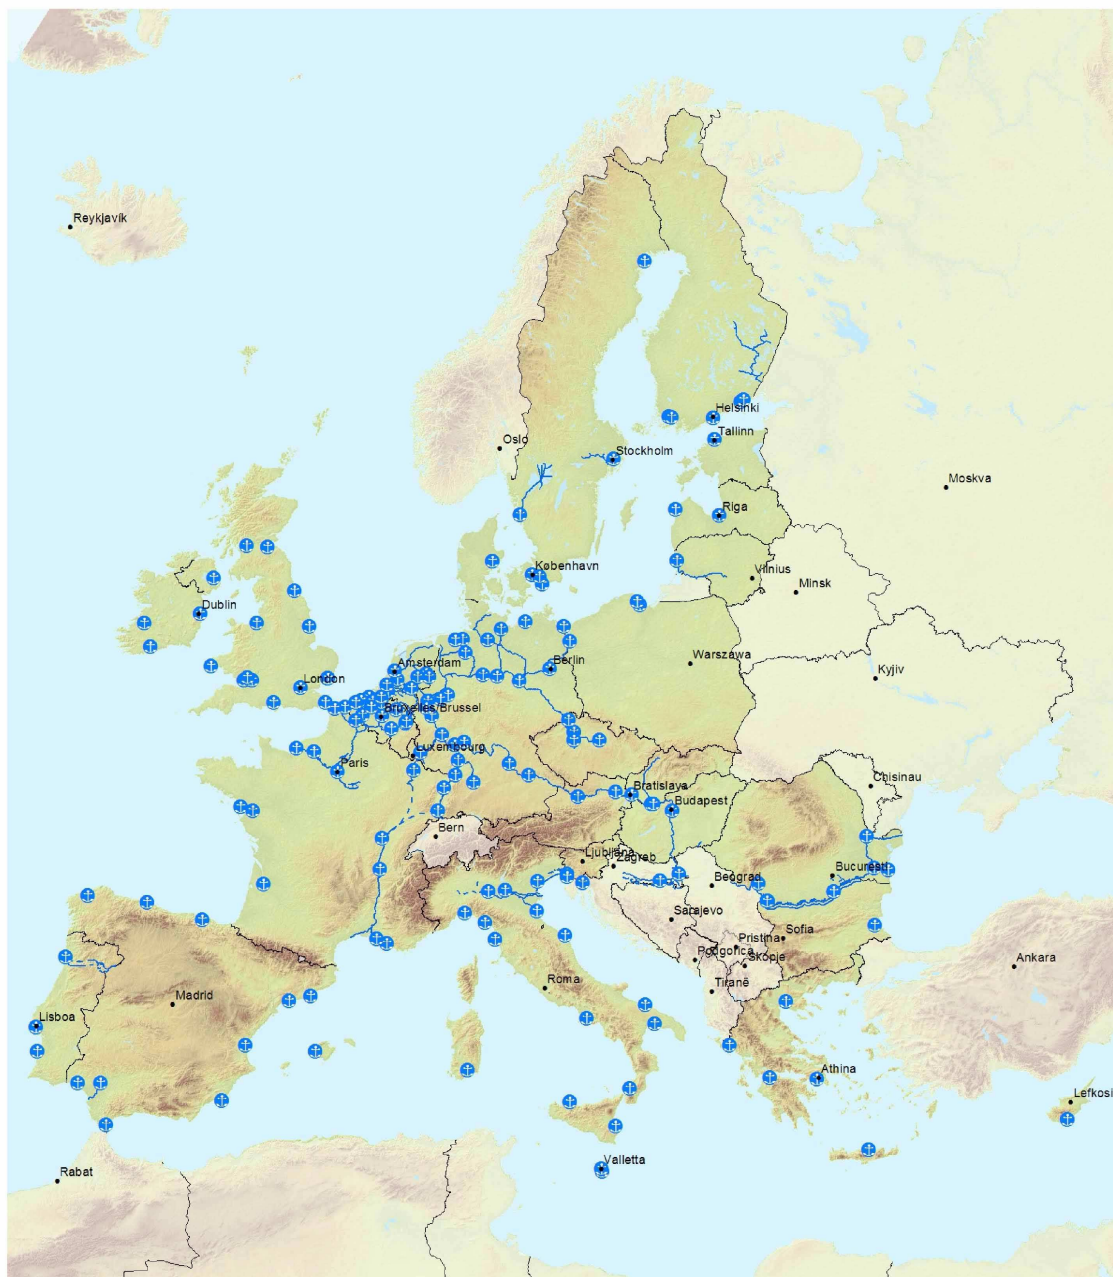 Reykjavík
Helsinki
Tallinn
Oslo
Stockholm
Moskva
Riga
København
Vilnius
Minsk
Dublin
Amsterdam
Berlin
Warszawa
Kyjiv
London
Bruxelles/Brussel
Luxembourg
Paris
Chisinau
Bratislava
Budapest
Bern
Ljubljana
Zagreb
Bucuresti
Beograd
Sarajevo
Pristina
Sofia
Podgorica
Skopje
Ankara
Roma
Tiranë
Madrid
Lisboa
Athina
Lefkosi
Valletta
Rabat